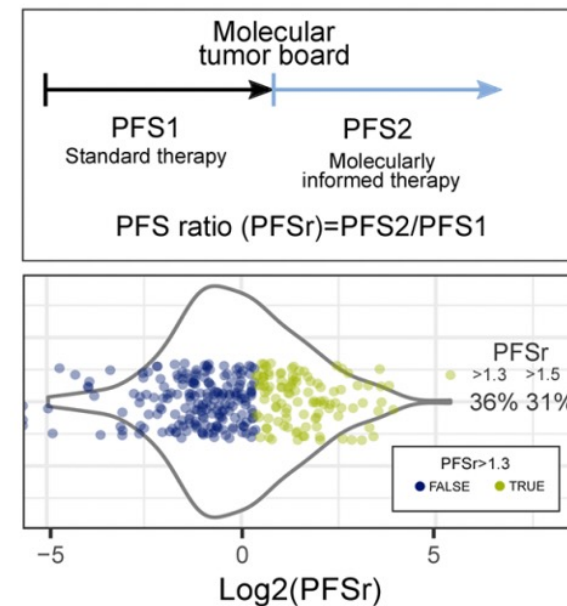 Molecular
tumor board
PFS1
PFS2
Standard therapy
Molecularly
informed therapy
PFS ratio (PFSr)=PFS2/PFS1
PFSr
>1.3 >1.5
36% 31%
PFSr>1.3
FALSE TRUE
−5 0 5
Log2(PFSr)